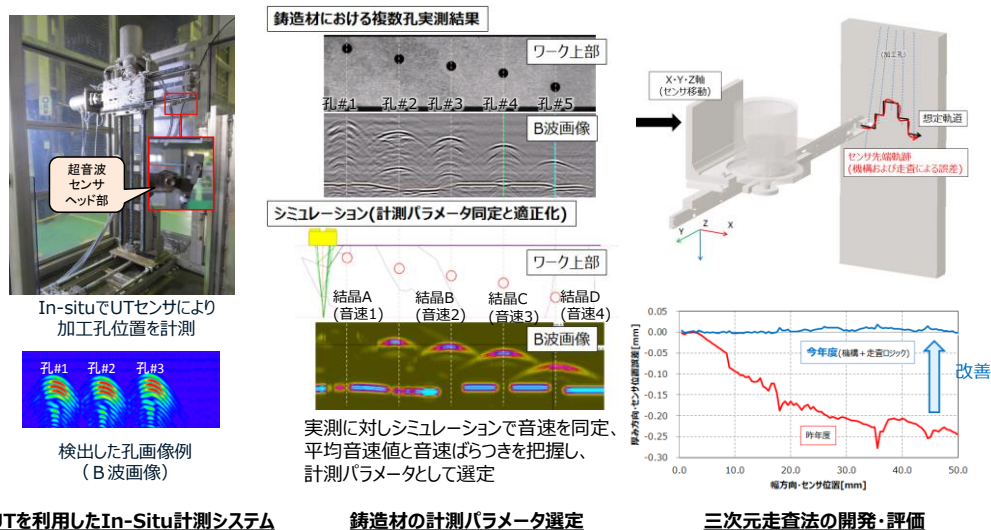 超音波
センサ
ヘッド部
In-situでUTセンサにより
加工孔位置を計測
孔#1 孔#2 孔#3
検出した孔画像例
（B波画像）
UTを利用したIn-Situ計測システム
鋳造材における複数孔実測結果
ワーク上部
孔#1 孔#2 孔#3 孔#4 孔#5
B波画像
シミュレーション(計測パラメータ同定と適正化)
ワーク上部
結晶A 結晶B 結晶C 結晶D
(音速1) (音速2) (音速3) (音速4)
B波画像
実測に対しシミュレーションで音速を同定、
平均音速値と音速ばらつきを把握し、
計測パラメータとして選定
鋳造材の計測パラメータ選定
(加工孔)
X・Y・Z軸
(センサ移動)
想定軌道
センサ先端軌跡
(機構および走査による誤差)
Z
Y X
厚み方向・センサ位置誤差[mm]
0.05
0.00
-0.05
-0.10
-0.15
-0.20
-0.25
-0.30
今年度(機構＋走査ロジック)
改善
昨年度
0.0 10.0 20.0 30.0 40.0 50.0
幅方向・センサ位置[mm]
三次元走査法の開発・評価